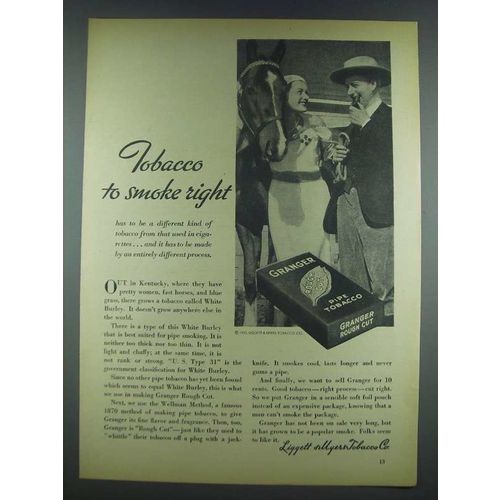 Tobacco
to smoke right
has to be a different kind of
tobacco from that used in ciga-
rettes... and it has to be made
by an entirely different process.
OUT in Kentucky, where they have
pretty women, fast horses, and blue
grass, there grows a tobacco called White
Burley. It doesn't grow anywhere else in
the world.
There is a type of this White Burley
that is best suited for pipe smoking. It is
neither too thick nor too thin. It is not
light and chaffy; at the same time, it is
not rank or strong. "U. S. Type 31" is the
government classification for White Burley.
Since no other pipe tobacco has yet been found
which seems to equal White Burley, this is what
we use in making Granger Rough Cut.
Next, we use the Wellman Method, a famous
1870 method of making pipe tobacco, to give
Granger its fine flavor and fragrance. Then, too,
Granger is "Rough Cut"—just like they used to
"whittle" their tobacco off a plug with a jack-
GRANGER
PIPE
TOBACCO
GRANGER
ROUGH CUT
LIGGETT & MYERS TOBACCO CO.
knife. It smokes cool, lasts longer and never
gums a pipe.
And finally, we want to sell Granger for 10
cents. Good tobacco—right process—cut right.
So we put Granger in a sensible soft foil pouch
instead of an expensive package, knowing that a
man can't smoke the package.
Granger has not been on sale very long, but
it has grown to be a popular smoke. Folks seem
to like it.
Liggett & Myers Tobacco Co.
13